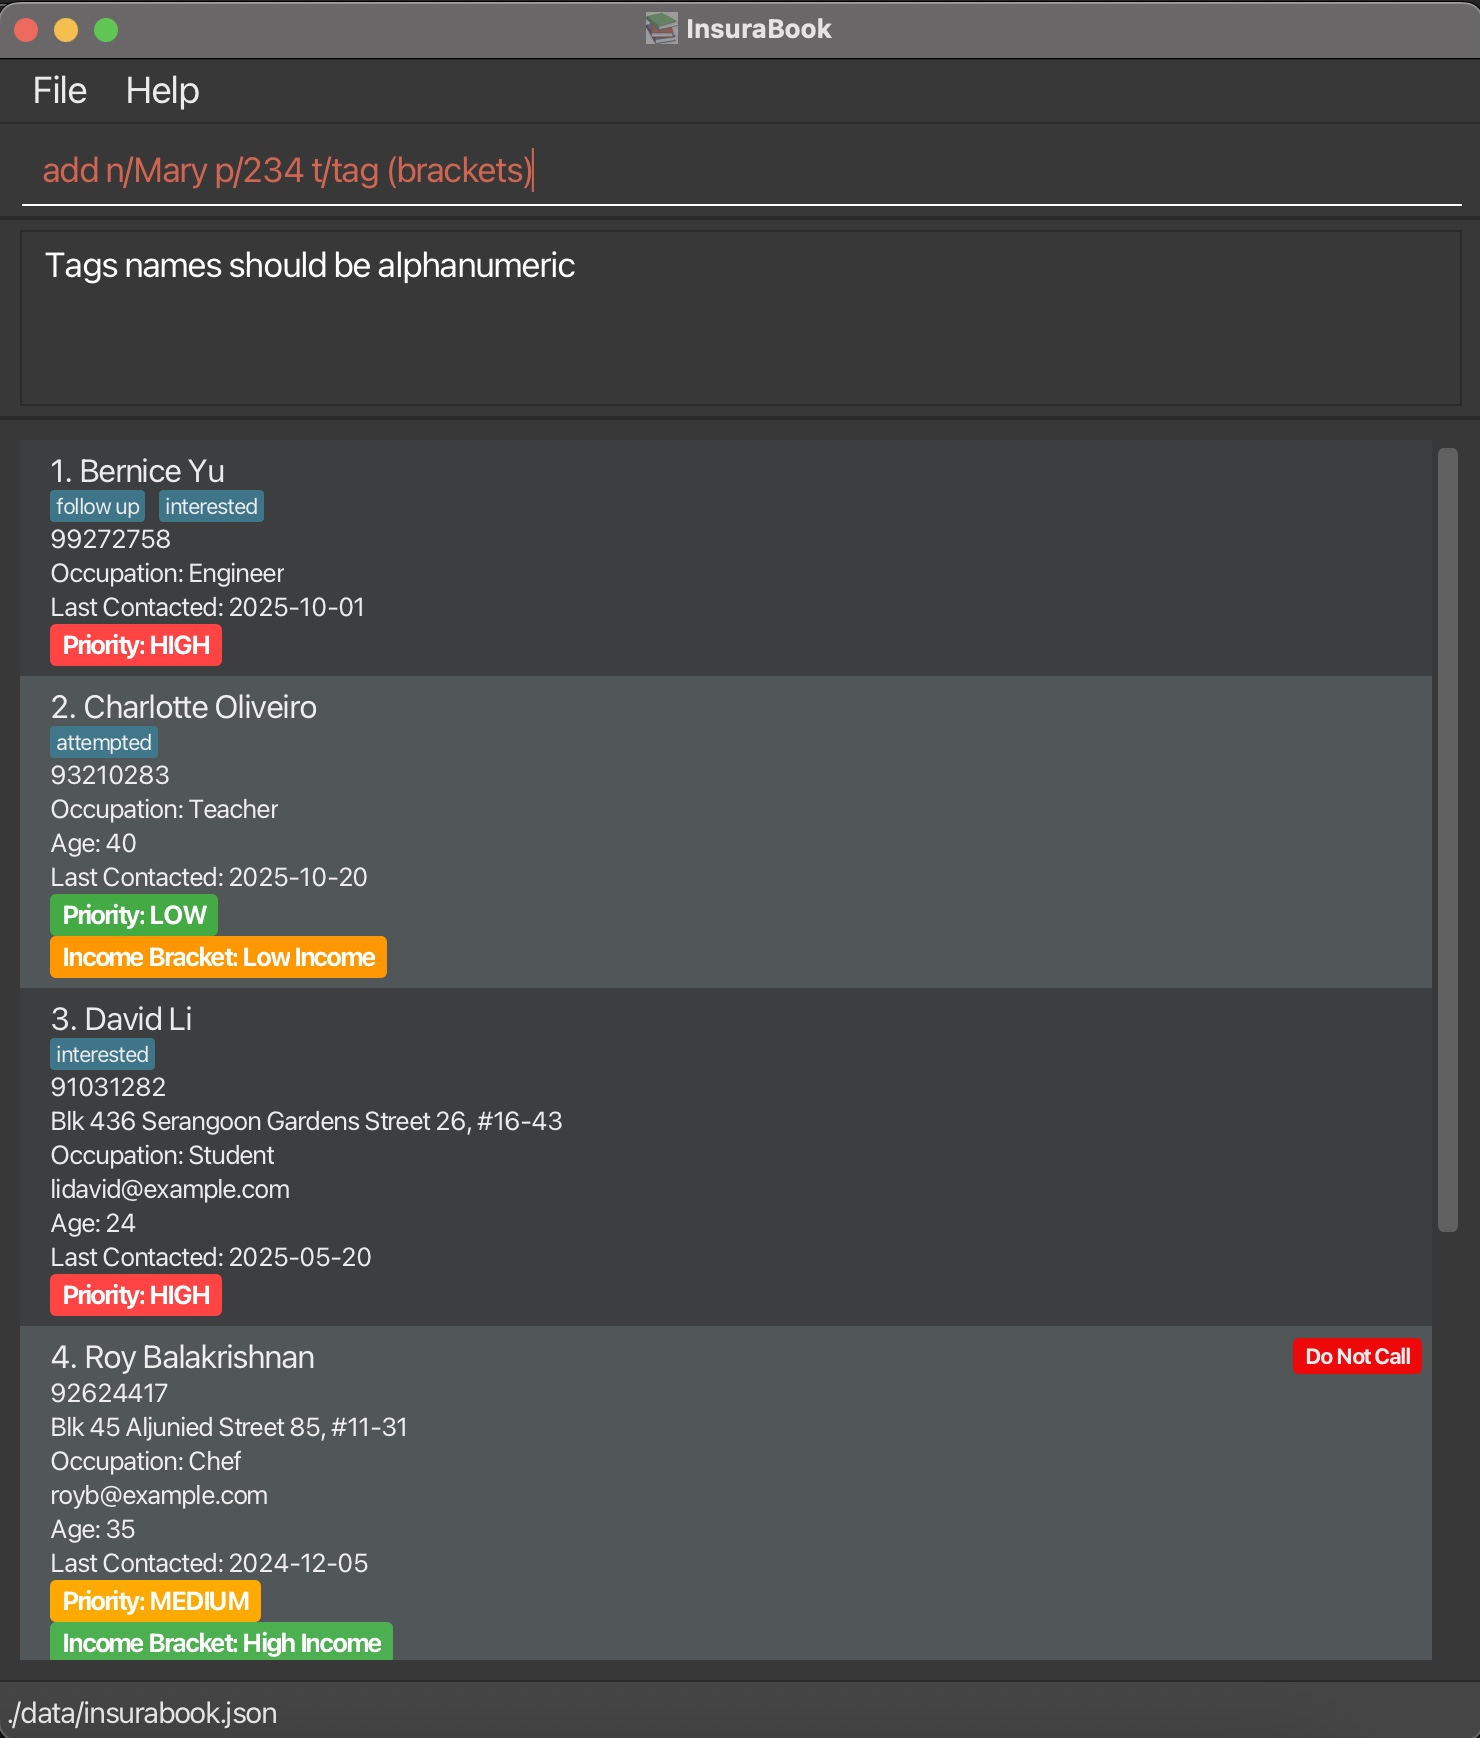 InsuraBook
File Help
add n/Mary p/234 t/tag (brackets)
Tags names should be alphanumeric
1. Bernice Yu
follow up interested
99272758
Occupation: Engineer
Last Contacted: 2025-10-01
Priority: HIGH
2. Charlotte Oliveiro
attempted
93210283
Occupation: Teacher
Age: 40
Last Contacted: 2025-10-20
Priority: LOW
Income Bracket: Low Income
3. David Li
interested
91031282
Blk 436 Serangoon Gardens Street 26, #16-43
Occupation: Student
lidavid@example.com
Age: 24
Last Contacted: 2025-05-20
Priority: HIGH
4. Roy Balakrishnan Do Not Call
92624417
Blk 45 Aljunied Street 85, #11-31
Occupation: Chef
royb@example.com
Age: 35
Last Contacted: 2024-12-05
Priority: MEDIUM
Income Bracket: High Income
./data/insurabook.json